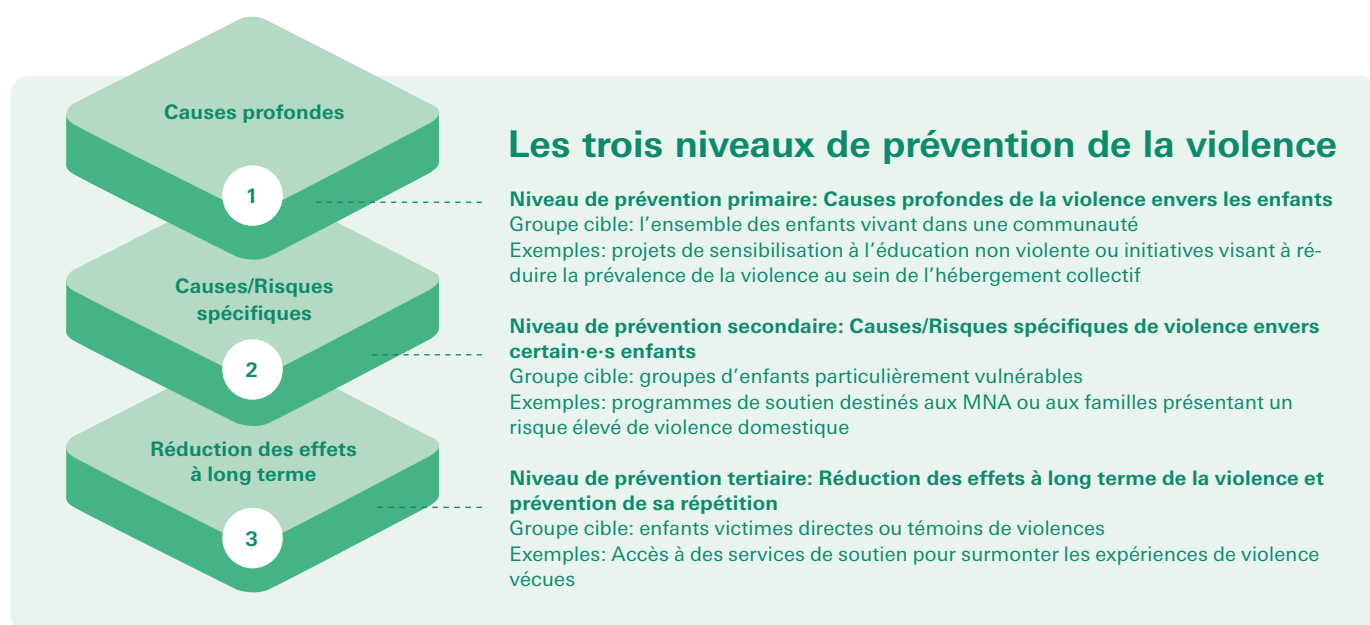 Causes profondes
1
Causes/Risques
spécifiques
2
Réduction des effets
à long terme
3
Les trois niveaux de prévention de la violence
Niveau de prévention primaire: Causes profondes de la violence envers les enfants
Groupe cible: l’ensemble des enfants vivant dans une communauté
Exemples: projets de sensibilisation à l’éducation non violente ou initiatives visant à ré-
duire la prévalence de la violence au sein de l’hébergement collectif
Niveau de prévention secondaire: Causes/Risques spécifiques de violence envers
certain·e·s enfants
Groupe cible: groupes d’enfants particulièrement vulnérables
Exemples: programmes de soutien destinés aux MNA ou aux familles présentant un
risque élevé de violence domestique
Niveau de prévention tertiaire: Réduction des effets à long terme de la violence et
prévention de sa répétition
Groupe cible: enfants victimes directes ou témoins de violences
Exemples: Accès à des services de soutien pour surmonter les expériences de violence
vécues